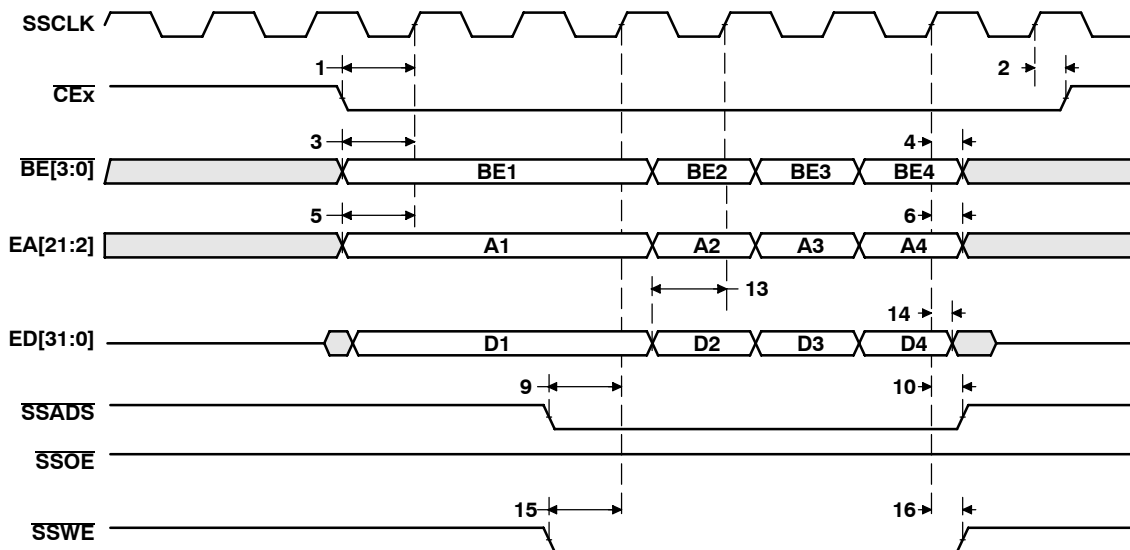 SSCLK
1
2
CEx
3
4
BE[3:0]
BE1
BE2
BE3
BE4
5
6
EA[21:2]
A1
A2
A3
A4
13
14
ED[31:0]
D1
D2
D3
D4
9
10
SSADS
SSOE
15
16
SSWE